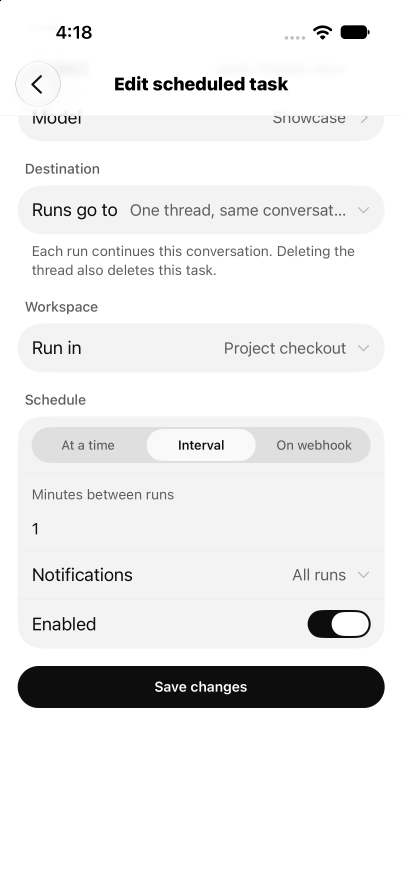 4:18
Edit scheduled task
Model
Showcase
Destination
Runs go to
One thread, same conversat...
Each run continues this conversation. Deleting the
thread also deletes this task.
Workspace
Run in
Project checkout
Schedule
At a time
Interval
On webhook
Minutes between runs
1
Notifications
All runs
Enabled
Save changes